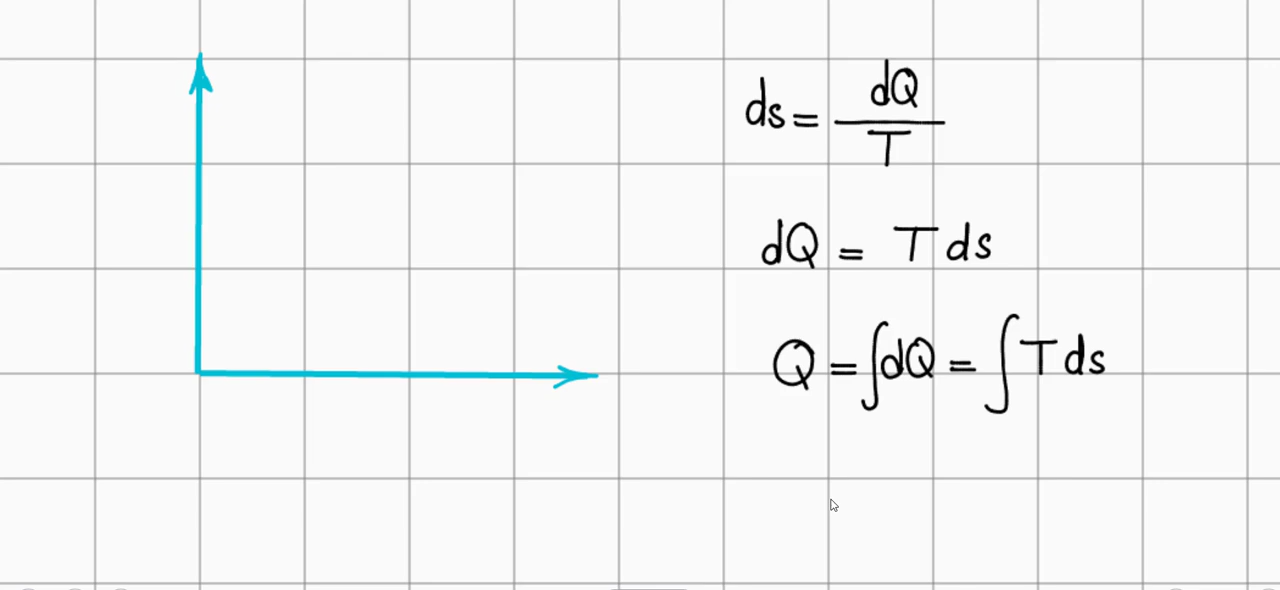 ds = dQ/T
dQ = T ds
Q = ∫dQ = ∫T ds